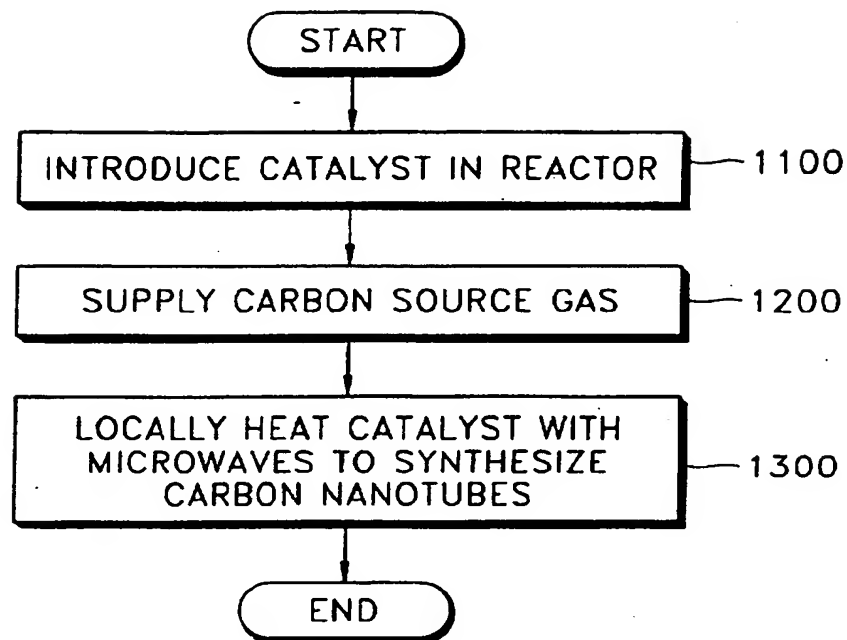 START
INTRODUCE CATALYST IN REACTOR
1100
SUPPLY CARBON SOURCE GAS
1200
LOCALLY HEAT CATALYST WITH
MICROWAVES TO SYNTHESIZE
CARBON NANOTUBES
1300
END